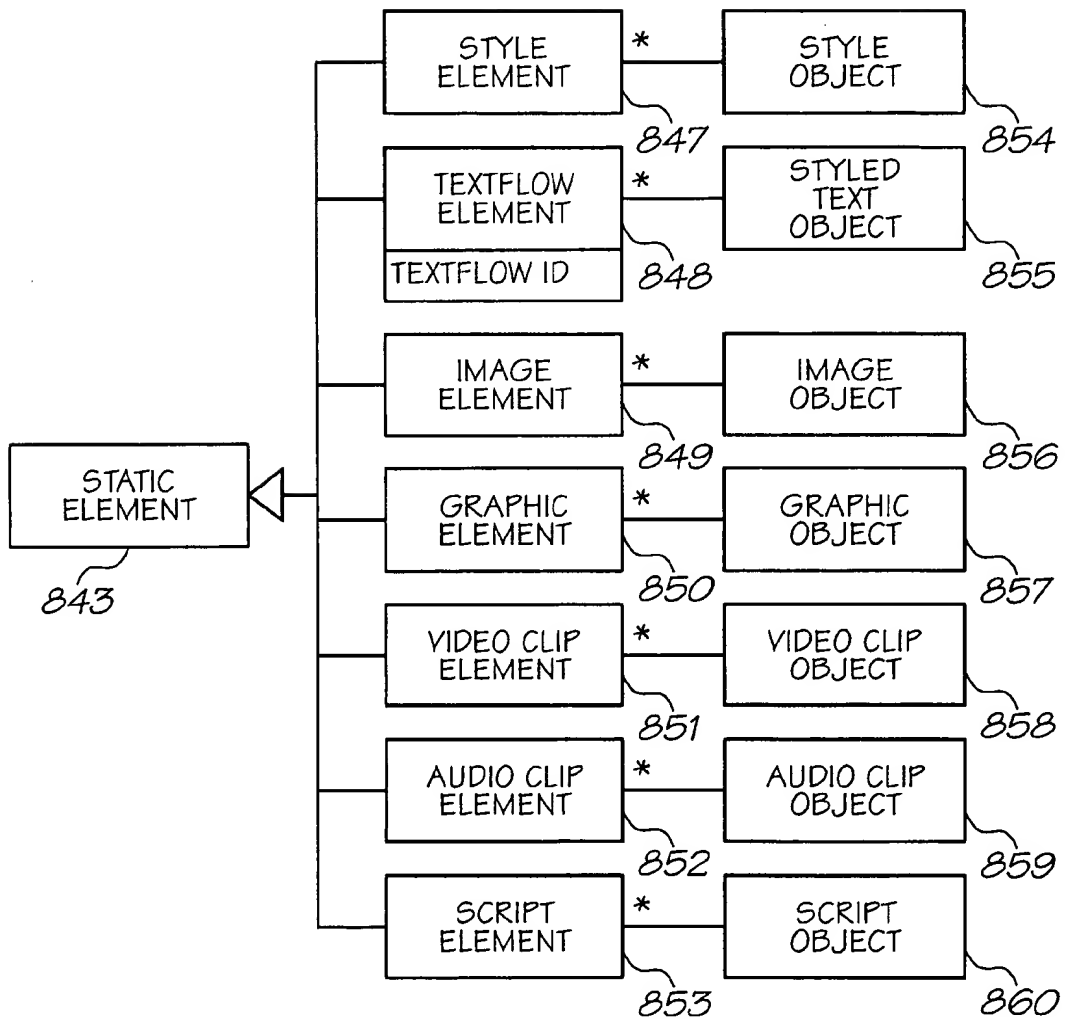 STYLE
ELEMENT
*
STYLE
OBJECT
847
854
TEXTFLOW
ELEMENT
*
STYLED
TEXT
OBJECT
TEXTFLOW ID
848
855
IMAGE
ELEMENT
*
IMAGE
OBJECT
849
856
STATIC
ELEMENT
843
GRAPHIC
ELEMENT
*
GRAPHIC
OBJECT
850
857
VIDEO CLIP
ELEMENT
*
VIDEO CLIP
OBJECT
851
858
AUDIO CLIP
ELEMENT
*
AUDIO CLIP
OBJECT
852
859
SCRIPT
ELEMENT
*
SCRIPT
OBJECT
853
860